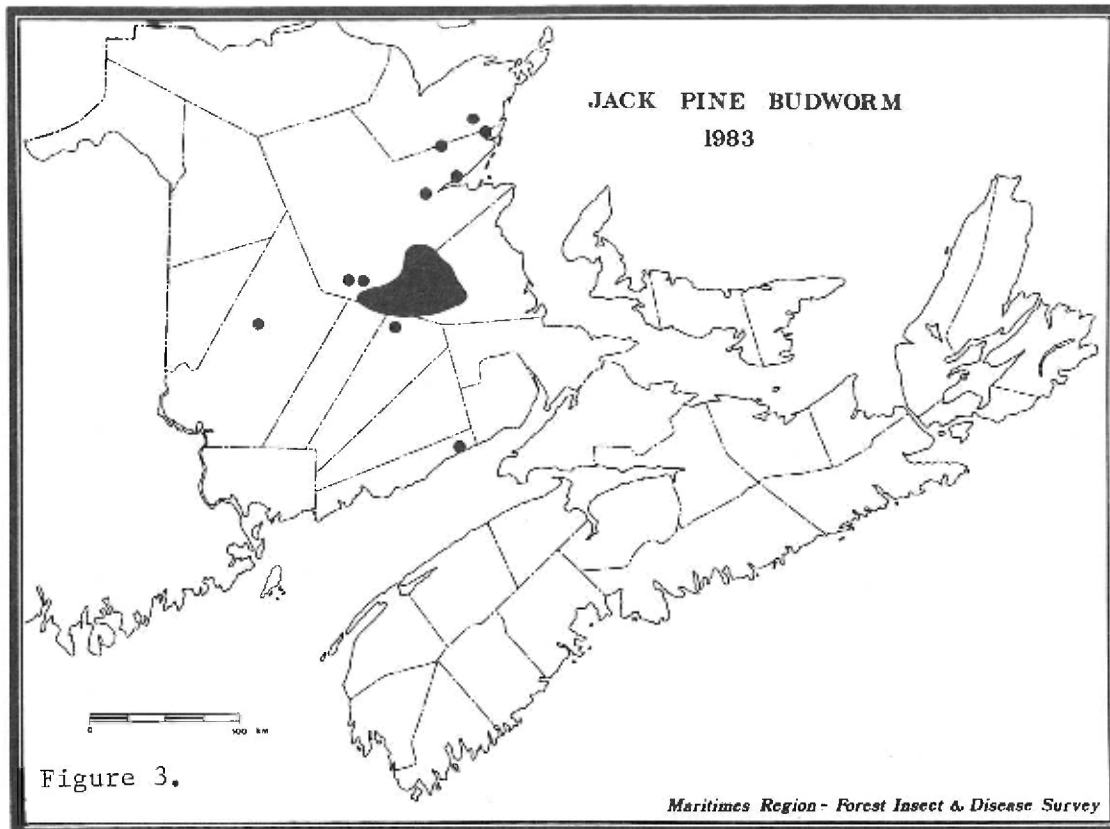 JACK PINE BUDWORM
1983
0 100 km
Figure 3.
Maritimes Region - Forest Insect & Disease Survey